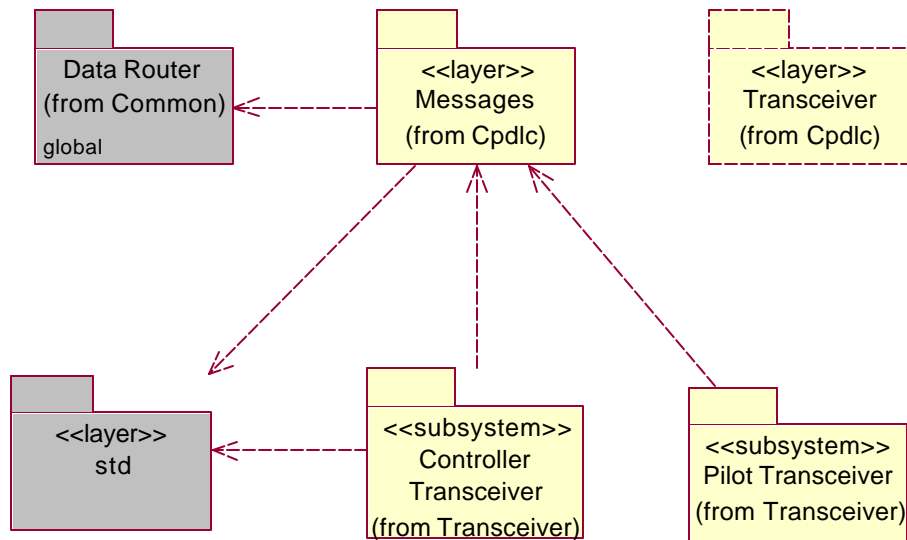 Data Router
(from Common)
global
<<layer>>
Messages
(from Cpdlc)
<<layer>>
Transceiver
(from Cpdlc)
<<layer>>
std
<<subsystem>>
Controller
Transceiver
(from Transceiver)
<<subsystem>>
Pilot Transceiver
(from Transceiver)